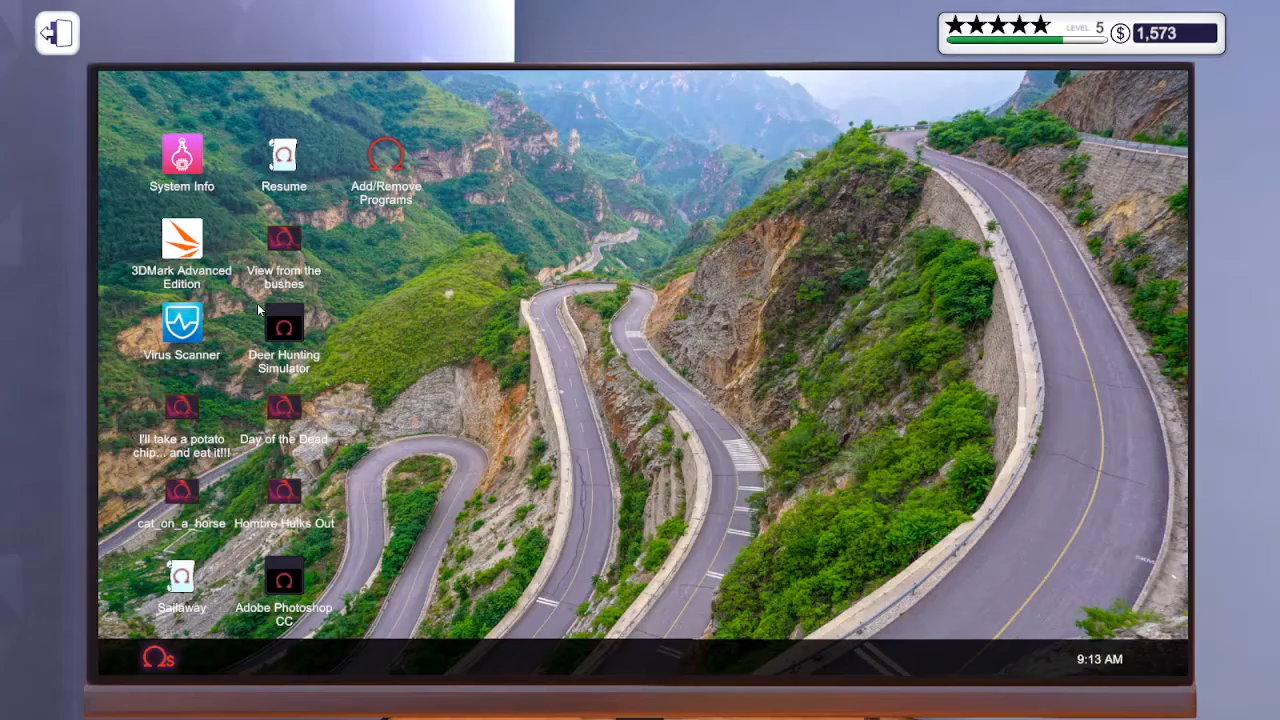 LEVEL 5
$ 1,573
System Info
Resume
Add/Remove
Programs
3DMark Advanced
Edition
View from the
bushes
Virus Scanner
Deer Hunting
Simulator
I'll take a potato
chip... and eat it!!!
Day of the Dead
cat_on_a_horse
Hombre Hulks Out
Sailaway
Adobe Photoshop
CC
Ωs
9:13 AM